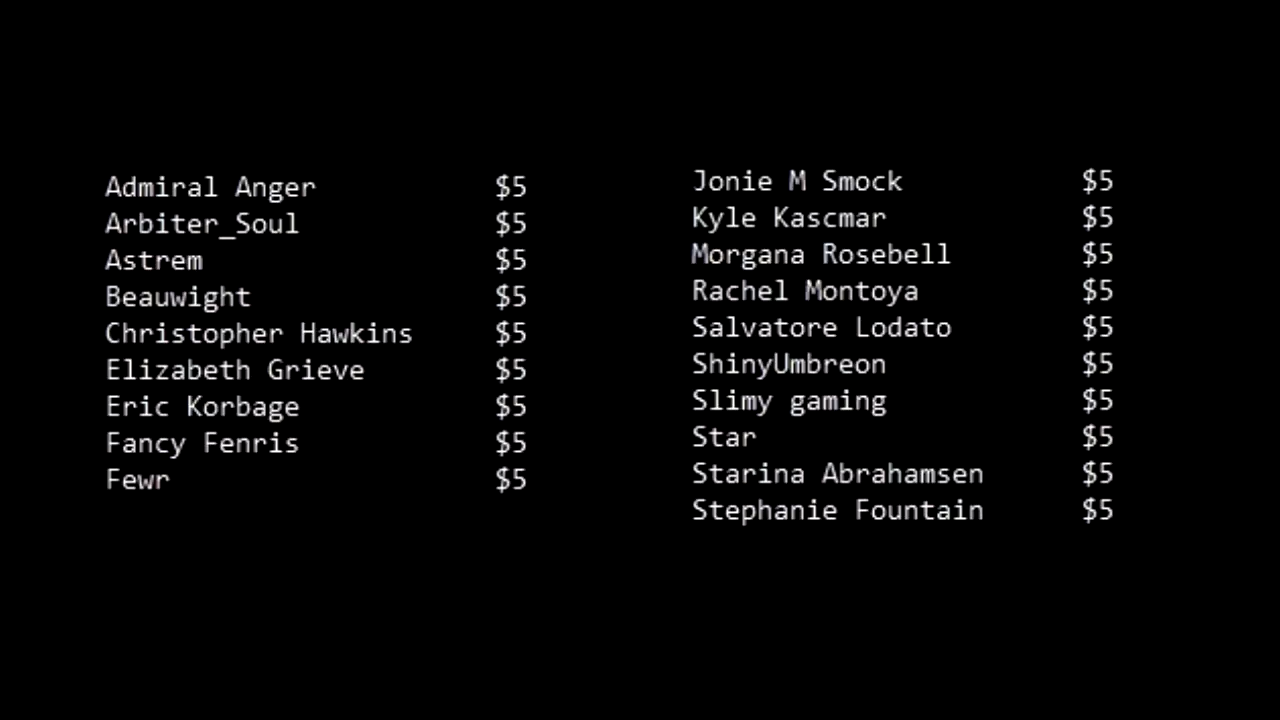 Admiral Anger $5
Arbiter_Soul $5
Astrem $5
Beauwight $5
Christopher Hawkins $5
Elizabeth Grieve $5
Eric Korbage $5
Fancy Fenris $5
Fewr $5
Jonie M Smock $5
Kyle Kascmar $5
Morgana Rosebell $5
Rachel Montoya $5
Salvatore Lodato $5
ShinyUmbreon $5
Slimy gaming $5
Star $5
Starina Abrahamsen $5
Stephanie Fountain $5